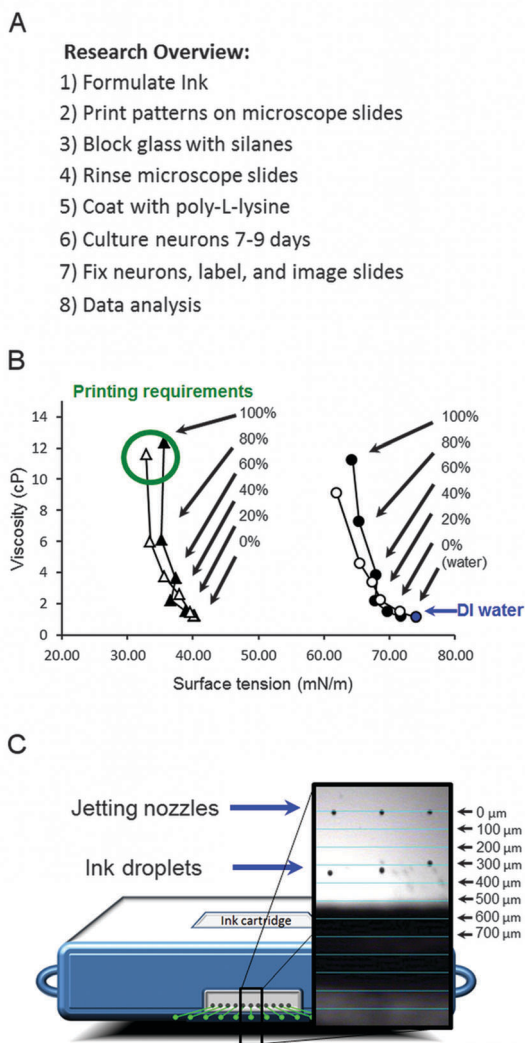 A
Research Overview:
1) Formulate Ink
2) Print patterns on microscope slides
3) Block glass with silanes
4) Rinse microscope slides
5) Coat with poly-L-lysine
6) Culture neurons 7-9 days
7) Fix neurons, label, and image slides
8) Data analysis
B
Printing requirements
14
12
10
8
6
4
2
0
Viscosity (cP)
100%
80%
60%
40%
20%
0%
100%
80%
60%
40%
20%
0%
(water)
DI water
20.00 30.00 40.00 50.00 60.00 70.00 80.00
Surface tension (mN/m)
C
Jetting nozzles
Ink droplets
Ink cartridge
0 µm
100 µm
200 µm
300 µm
400 µm
500 µm
600 µm
700 µm